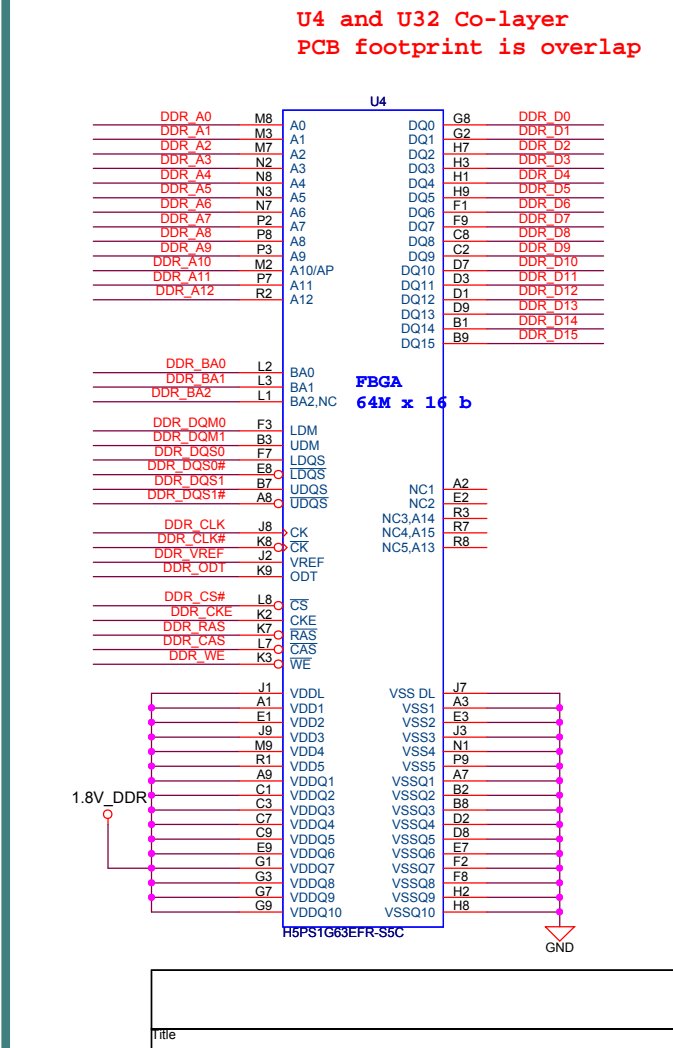 U4 and U32 Co-layer
PCB footprint is overlap
U4
DDR_A0 M8 A0 DQ0 G8 DDR_D0
DDR_A1 M3 A1 DQ1 G2 DDR_D1
DDR_A2 M7 A2 DQ2 H7 DDR_D2
DDR_A3 N2 A3 DQ3 H3 DDR_D3
DDR_A4 N8 A4 DQ4 H1 DDR_D4
DDR_A5 N3 A5 DQ5 H9 DDR_D5
DDR_A6 N7 A6 DQ6 F1 DDR_D6
DDR_A7 P2 A7 DQ7 F9 DDR_D7
DDR_A8 P8 A8 DQ8 C8 DDR_D8
DDR_A9 P3 A9 DQ9 C2 DDR_D9
DDR_A10 M2 A10/AP DQ10 D7 DDR_D10
DDR_A11 P7 A11 DQ11 D3 DDR_D11
DDR_A12 R2 A12 DQ12 D1 DDR_D12
DQ13 D9 DDR_D13
DQ14 B1 DDR_D14
DQ15 B9 DDR_D15
DDR_BA0 L2 BA0
DDR_BA1 L3 BA1
DDR_BA2 L1 BA2,NC
FBGA
64M x 16 b
DDR_DQM0 F3 LDM
DDR_DQM1 B3 UDM
DDR_DQS0 F7 LDQS
DDR_DQS0# E8 LDQS
DDR_DQS1 B7 UDQS NC1 A2
DDR_DQS1# A8 UDQS NC2 E2
NC3,A14 R3
DDR_CLK J8 CK NC4,A15 R7
DDR_CLK# K8 CK NC5,A13 R8
DDR_VREF J2 VREF
DDR_ODT K9 ODT
DDR_CS# L8 CS
DDR_CKE K2 CKE
DDR_RAS K7 RAS
DDR_CAS L7 CAS
DDR_WE K3 WE
J1 VDDL VSS DL J7
A1 VDD1 VSS1 A3
E1 VDD2 VSS2 E3
J9 VDD3 VSS3 J3
M9 VDD4 VSS4 N1
R1 VDD5 VSS5 P9
A9 VDDQ1 VSSQ1 A7
C1 VDDQ2 VSSQ2 B2
1.8V_DDR
C3 VDDQ3 VSSQ3 B8
C7 VDDQ4 VSSQ4 D2
C9 VDDQ5 VSSQ5 D8
E9 VDDQ6 VSSQ6 E7
G1 VDDQ7 VSSQ7 F2
G3 VDDQ8 VSSQ8 F8
G7 VDDQ9 VSSQ9 H2
G9 VDDQ10 VSSQ10 H8
H5PS1G63EFR-S5C
GND
Title